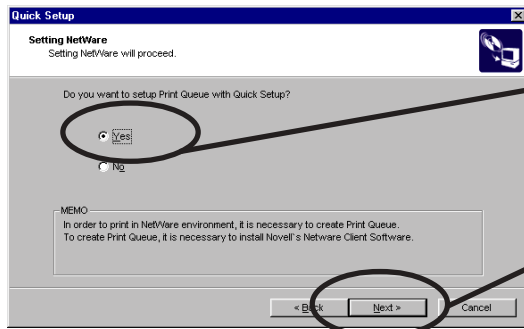 Quick Setup
Setting NetWare
Setting NetWare will proceed.
Do you want to setup Print Queue with Quick Setup?
Yes
No
MEMO
In order to print in NetWare environment, it is necessary to create Print Queue.
To create Print Queue, it is necessary to install Novell`s Netware Client Software.
< Back Next > Cancel